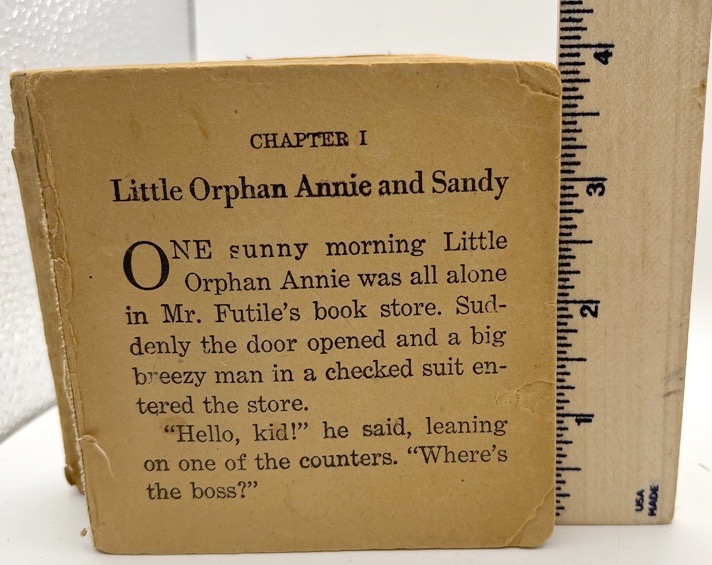 CHAPTER I
Little Orphan Annie and Sandy
ONE sunny morning Little
Orphan Annie was all alone
in Mr. Futile's book store. Sud-
denly the door opened and a big
breezy man in a checked suit en-
tered the store.
"Hello, kid!" he said, leaning
on one of the counters. "Where's
the boss?"
4
3
2
1
USA
MADE